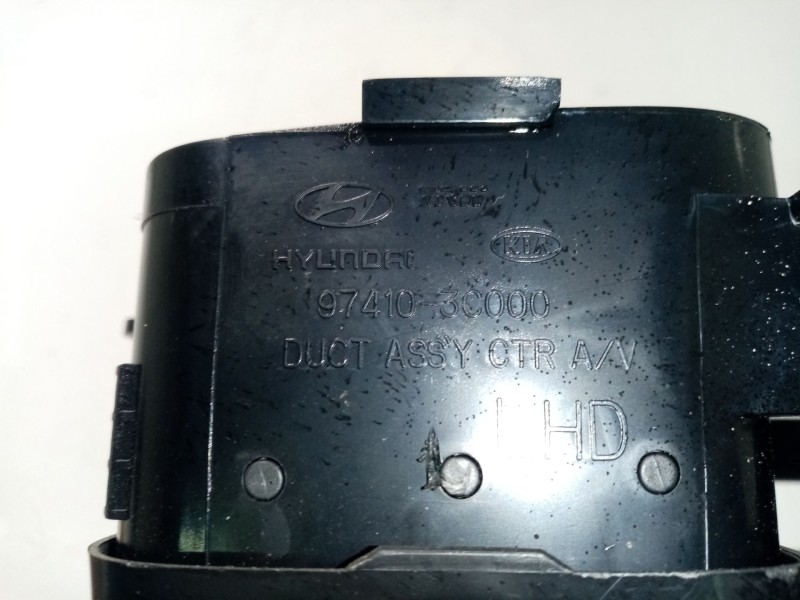 HYUNDAI
KIA
97410-3C000
DUCT ASS'Y CTR A/V
LHD